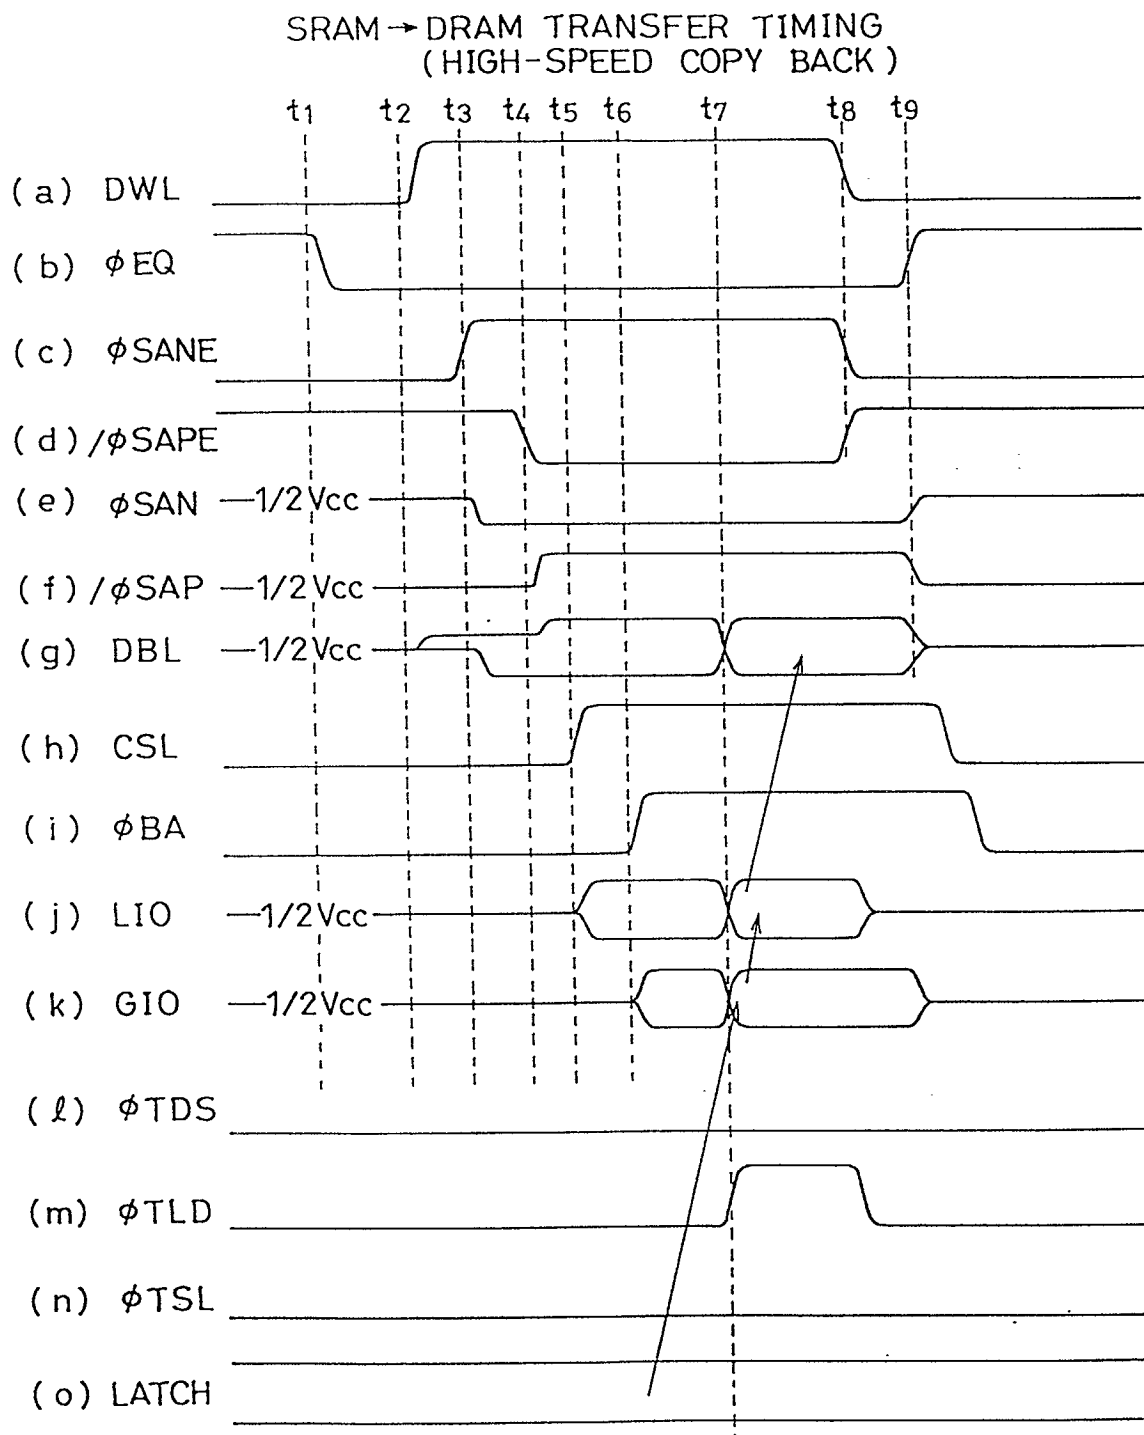 SRAM → DRAM TRANSFER TIMING
(HIGH-SPEED COPY BACK)
t1 t2 t3 t4 t5 t6 t7 t8 t9
(a) DWL
(b) φEQ
(c) φSANE
(d) /φSAPE
(e) φSAN 1/2Vcc
(f) /φSAP 1/2Vcc
(g) DBL 1/2Vcc
(h) CSL
(i) φBA
(j) LIO 1/2Vcc
(k) GIO 1/2Vcc
(ℓ) φTDS
(m) φTLD
(n) φTSL
(o) LATCH